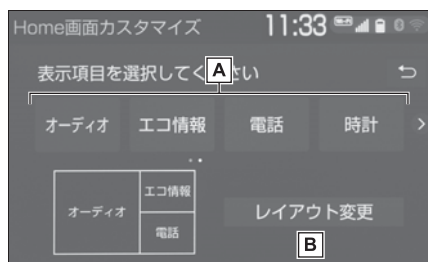 Home画面カスタマイズ 11:33
表示項目を選択してく A さい
オーディオ エコ情報 電話 時計 >
オーディオ エコ情報
電話
レイアウト変更
B